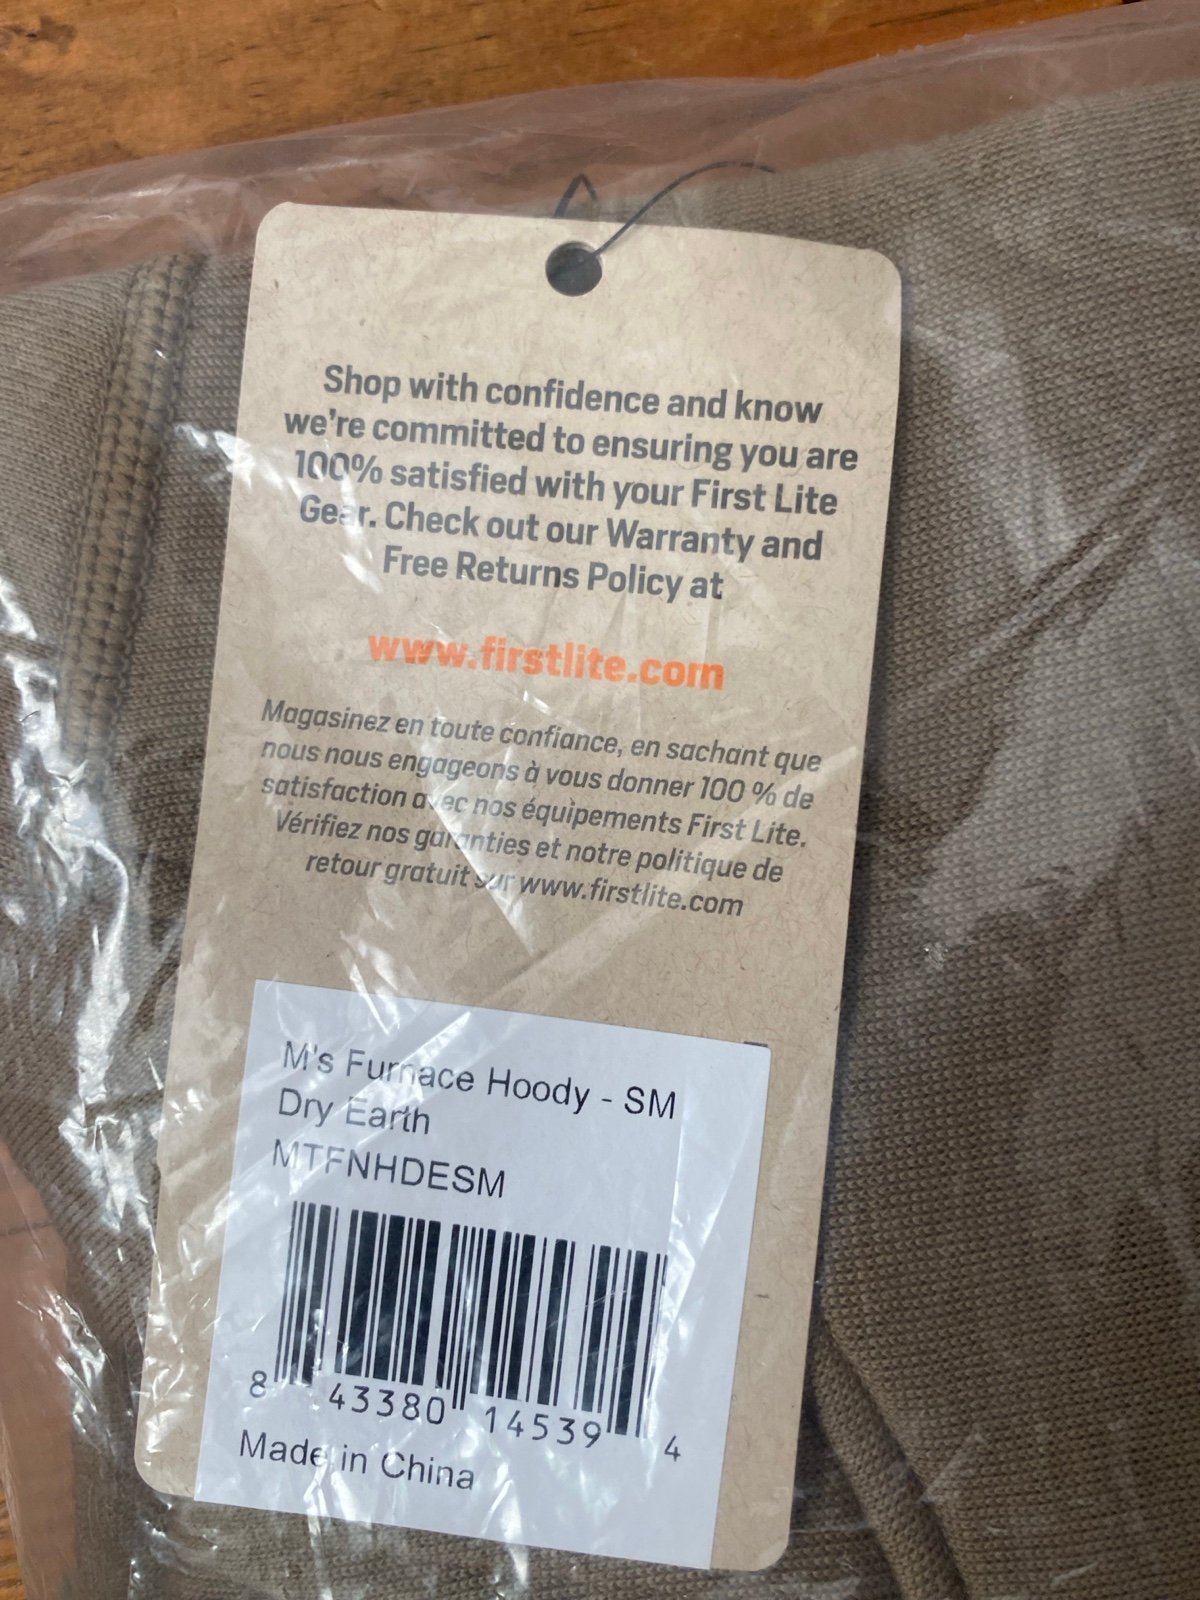 Shop with confidence and know
we're committed to ensuring you are
100% satisfied with your First Lite
Gear. Check out our Warranty and
Free Returns Policy at
www.firstlite.com
Magasinez en toute confiance, en sachant que
nous nous engageons à vous donner 100 % de
satisfaction avec nos équipements First Lite.
Vérifiez nos garanties et notre politique de
retour gratuit sur www.firstlite.com
M's Furnace Hoody - SM
Dry Earth
MTFNHDESM
8 43380 14539 4
Made in China